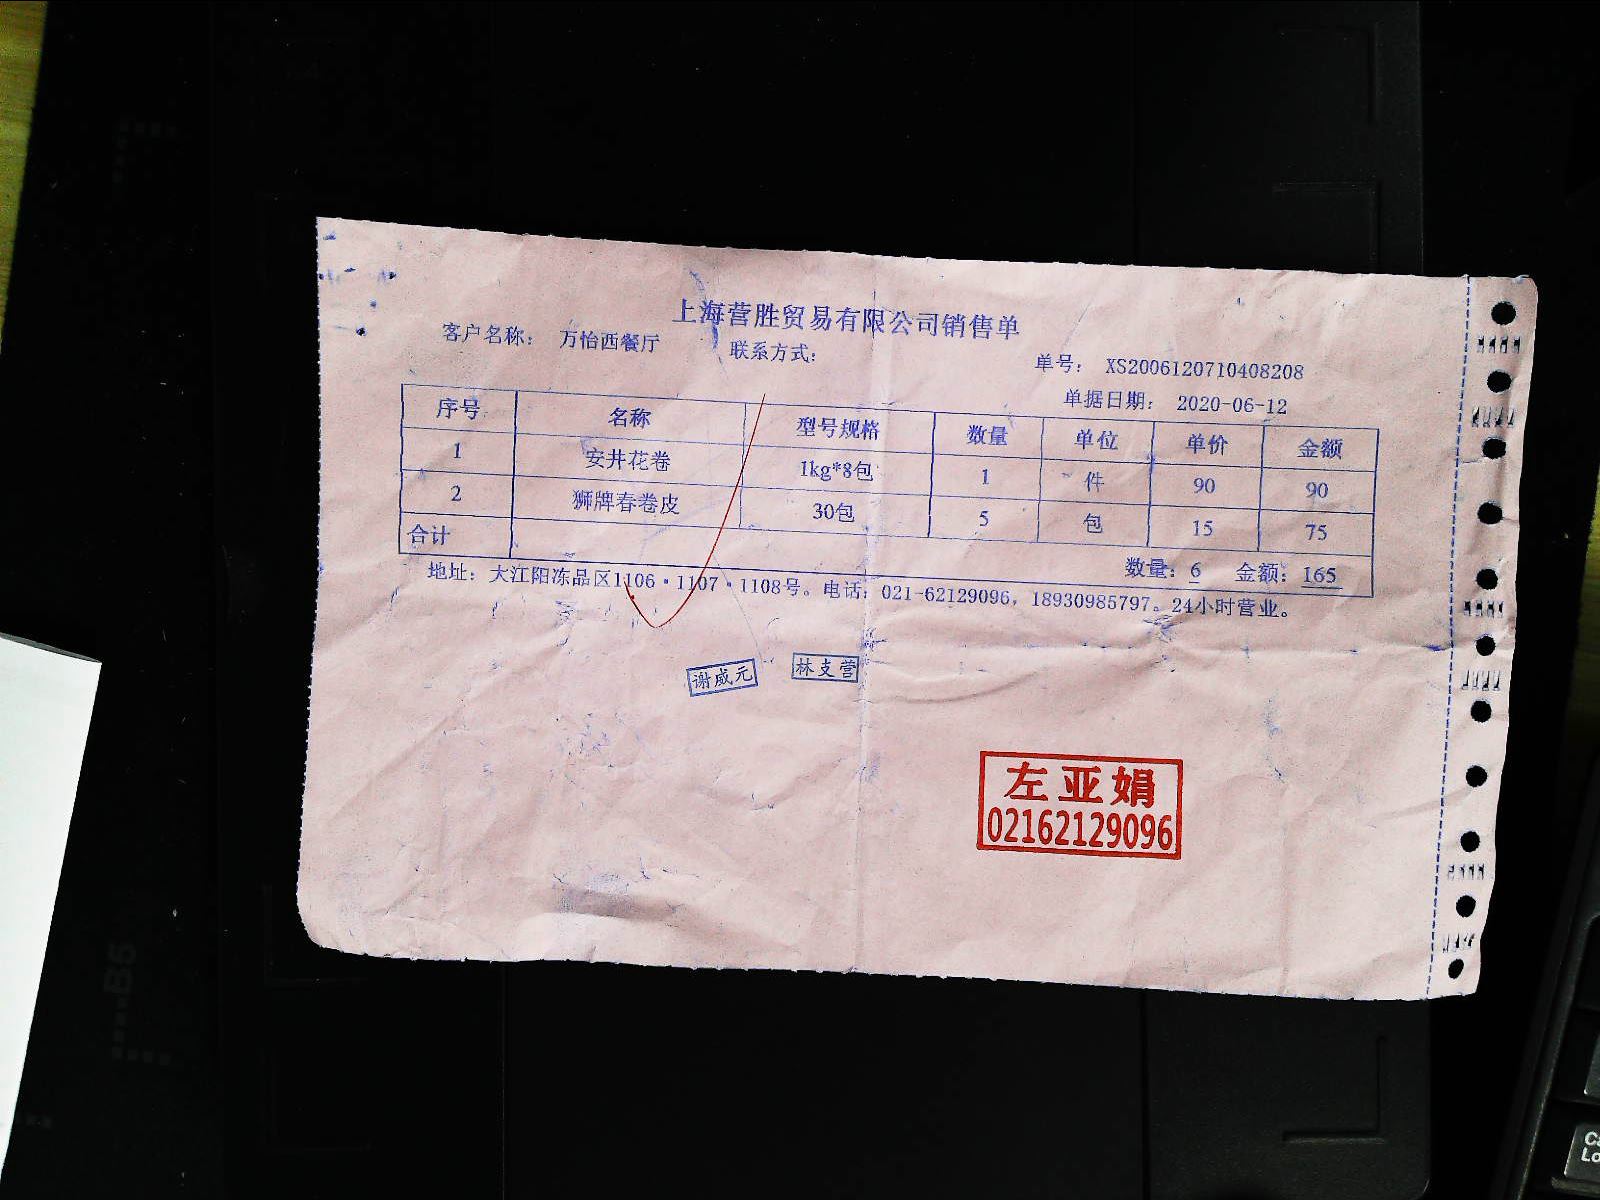 上海营胜贸易有限公司销售单
客户名称： 万怡西餐厅 联系方式： 单号： XS2006120710408208
单据日期： 2020-06-12
序号 名称 型号规格 数量 单位 单价 金额
1 安井花卷 1kg*8包 1 件 90 90
2 狮牌春卷皮 30包 5 包 15 75
合计 数量：6 金额：165
地址：大江阳冻品区1106·1107·1108号。电话：021-62129096，18930985797。24小时营业。
谢成元 林支营
左亚娟
02162129096
B6